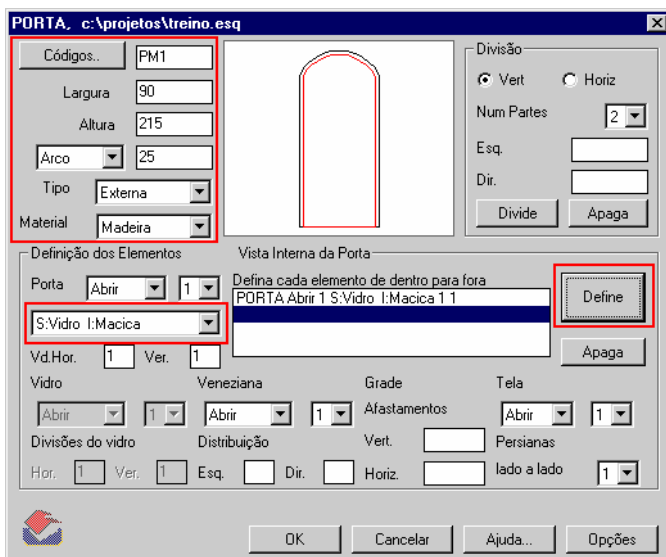 PORTA, c:\projetos\treino.esq
Códigos.. PM1
Largura 90
Altura 215
Arco 25
Tipo Externa
Material Madeira
Divisão
Vert Horiz
Num Partes 2
Esq.
Dir.
Divide Apaga
Definição dos Elementos
Porta Abrir 1
S:Vidro I:Macica
Vd.Hor. 1 Ver. 1
Vista Interna da Porta
Defina cada elemento de dentro para fora
PORTA Abrir 1 S:Vidro I:Macica 1 1
Define
Apaga
Vidro Veneziana Grade Tela
Abrir 1 Abrir 1 Afastamentos Abrir 1
Divisões do vidro Distribuição Vert. Persianas
Hor. 1 Ver. 1 Esq. Dir. Horiz. lado a lado 1
OK Cancelar Ajuda... Opções